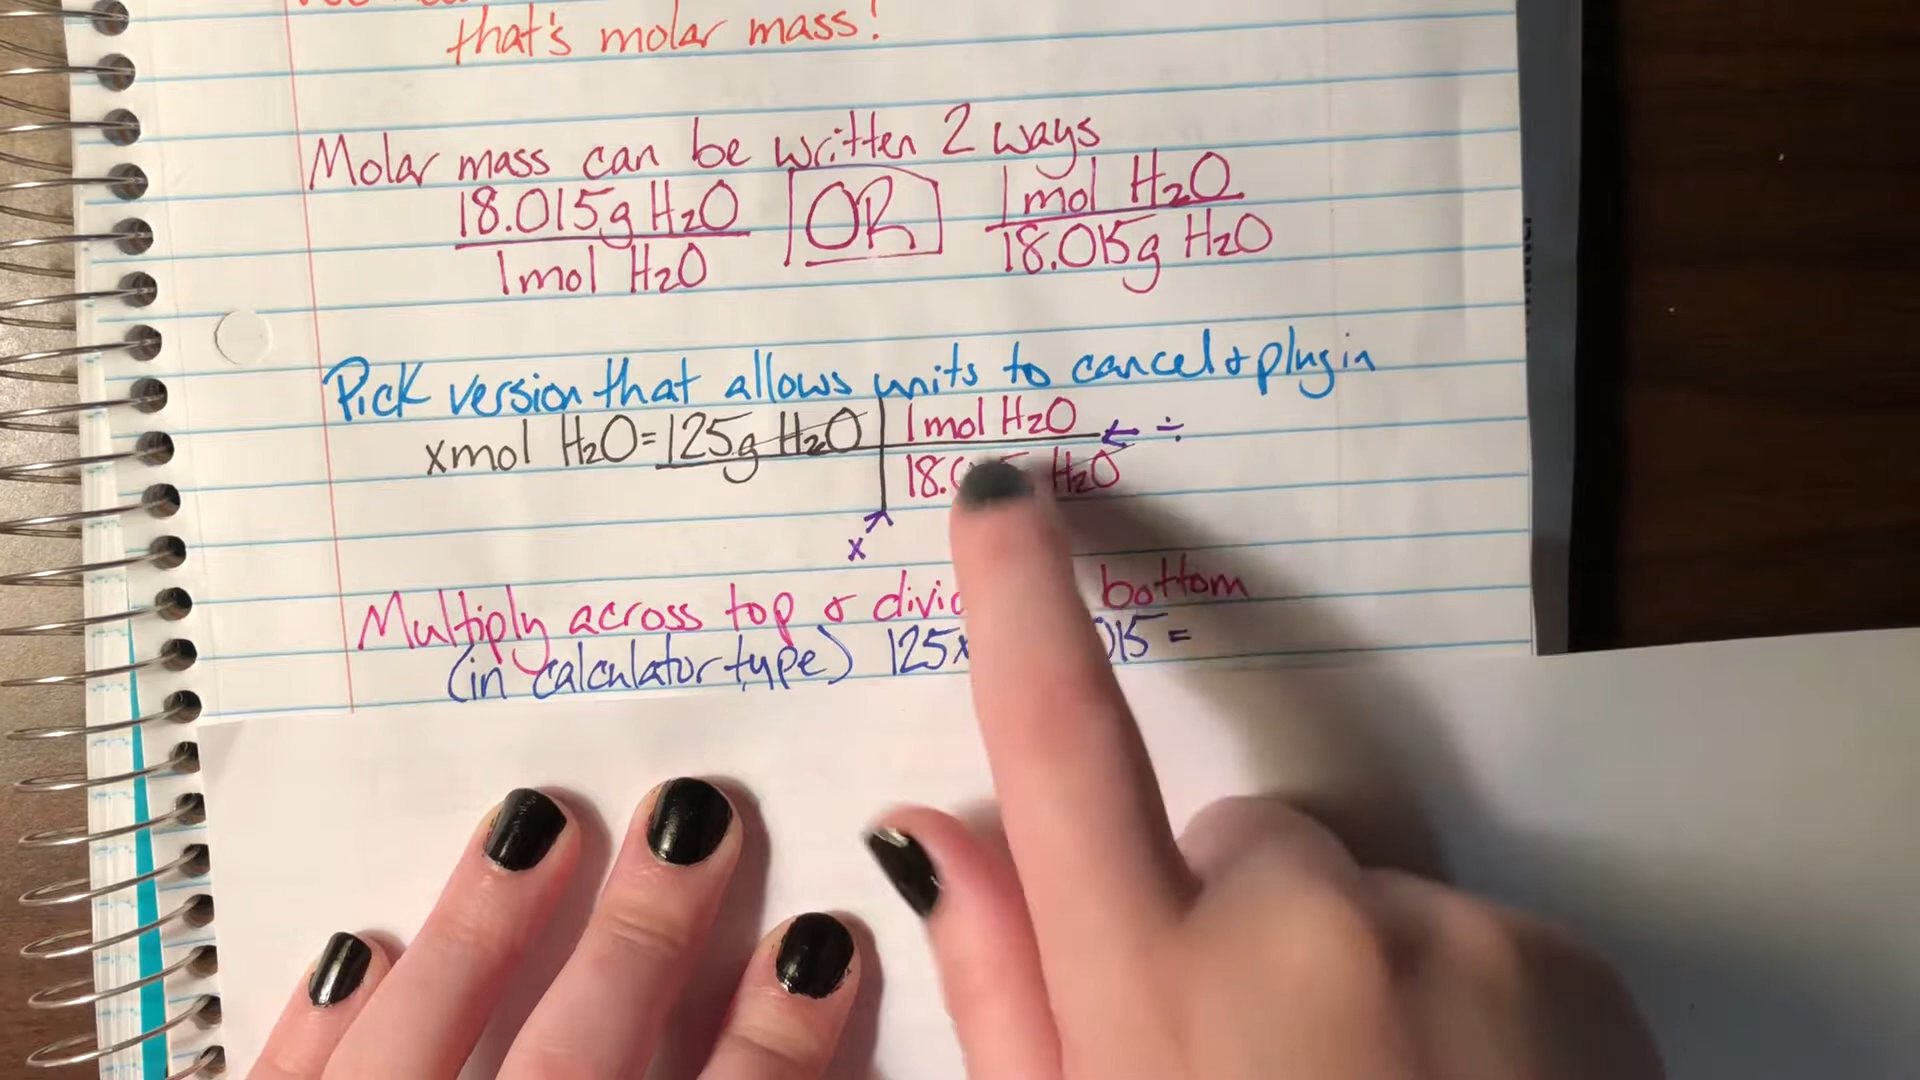 that's molar mass!
Molar mass can be written 2 ways
18.015g H₂O OR 1mol H₂O
1mol H₂O 18.015g H₂O
Pick version that allows units to cancel & plug in
xmol H₂O=125g H₂O 1mol H₂O ← ÷
18. H₂O
x
Multiply across top & bottom
(in calculator type) 125x 015=